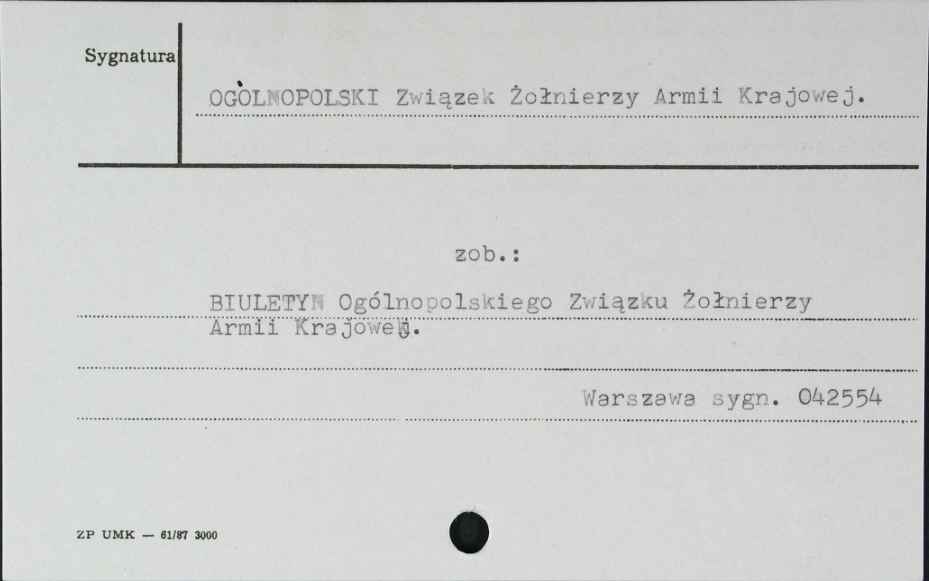 Sygnatura
OGÓLNOPOLSKI Związek Żołnierzy Armii Krajowej.
zob.:
BIULETYN Ogólnopolskiego Związku Żołnierzy
Armii Krajowej.
Warszawa sygn. 042554
ZP UMK — 61/87 3000